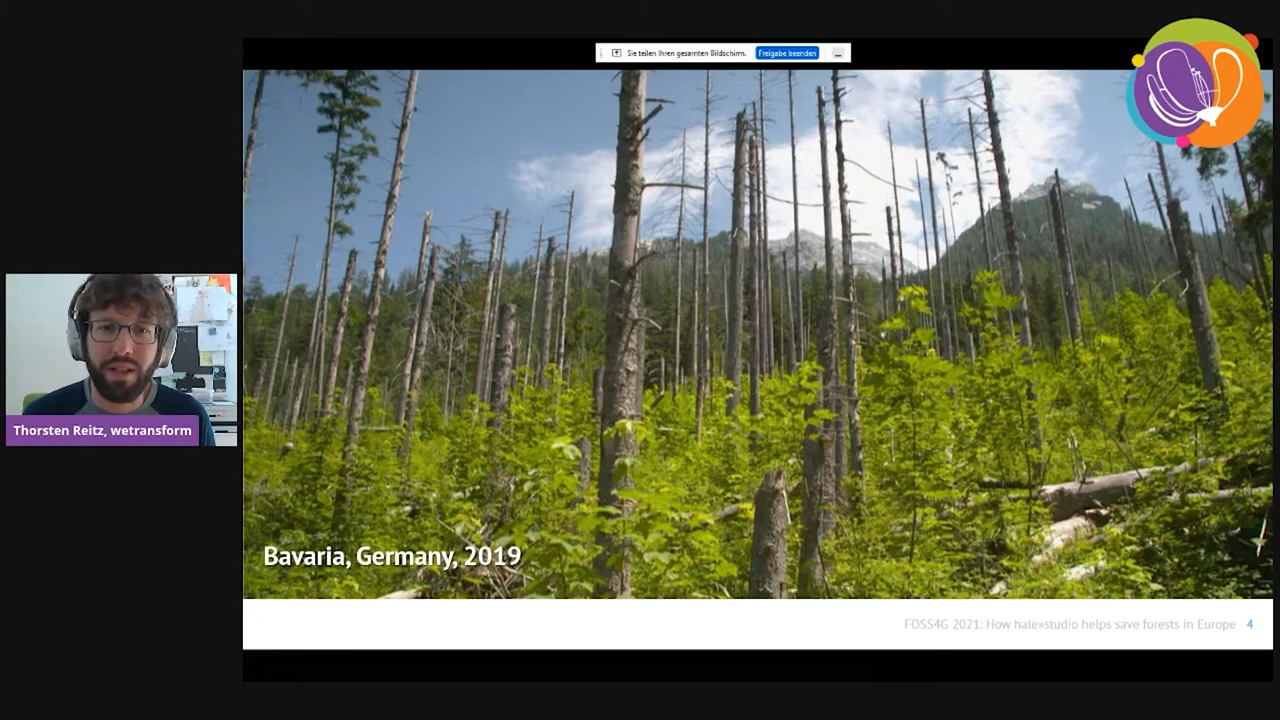 Sie teilen Ihren gesamten Bildschirm. Freigabe beenden
Thorsten Reitz, wetransform
Bavaria, Germany, 2019
FOSS4G 2021: How hale»studio helps save forests in Europe 4